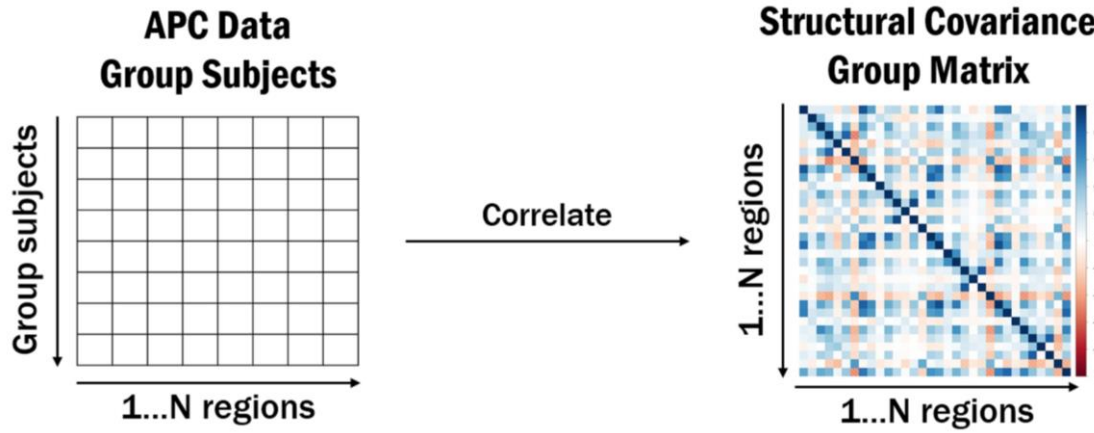 APC Data
Group Subjects
Group subjects
1...N regions
Correlate
Structural Covariance
Group Matrix
1...N regions
1...N regions